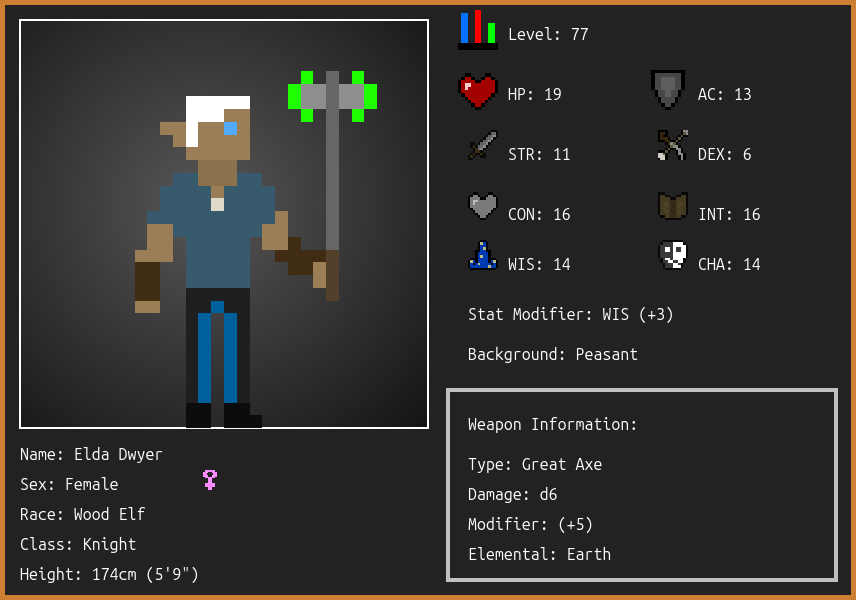 Level: 77
HP: 19
AC: 13
STR: 11
DEX: 6
CON: 16
INT: 16
WIS: 14
CHA: 14
Stat Modifier: WIS (+3)
Background: Peasant
Weapon Information:
Type: Great Axe
Damage: d6
Modifier: (+5)
Elemental: Earth
Name: Elda Dwyer
Sex: Female
Race: Wood Elf
Class: Knight
Height: 174cm (5'9")